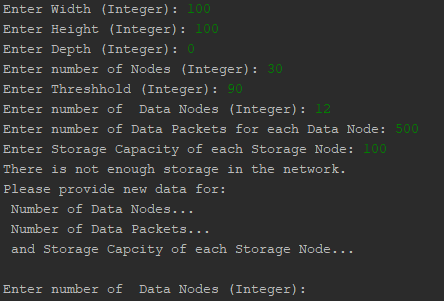 Enter Width (Integer): 100
Enter Height (Integer): 100
Enter Depth (Integer): 0
Enter number of Nodes (Integer): 30
Enter Threshhold (Integer): 90
Enter number of  Data Nodes (Integer): 12
Enter number of Data Packets for each Data Node: 500
Enter Storage Capacity of each Storage Node: 100
There is not enough storage in the network.
Please provide new data for:
 Number of Data Nodes...
 Number of Data Packets...
 and Storage Capcity of each Storage Node...

Enter number of  Data Nodes (Integer):